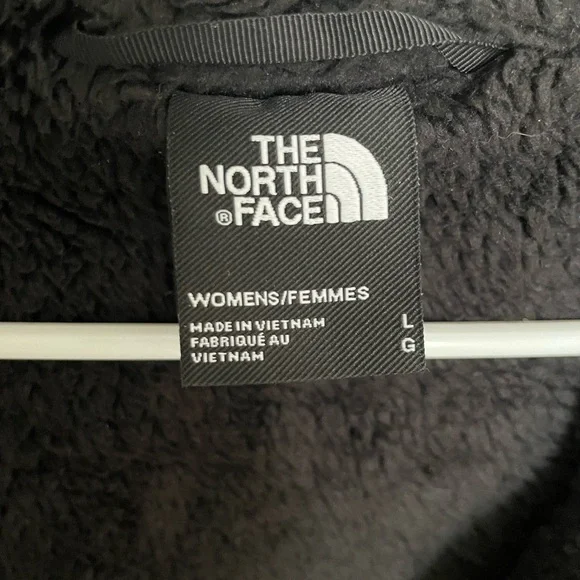 THE
NORTH
® FACE
WOMENS/FEMMES
MADE IN VIETNAM
FABRIQUÉ AU
VIETNAM
L
G